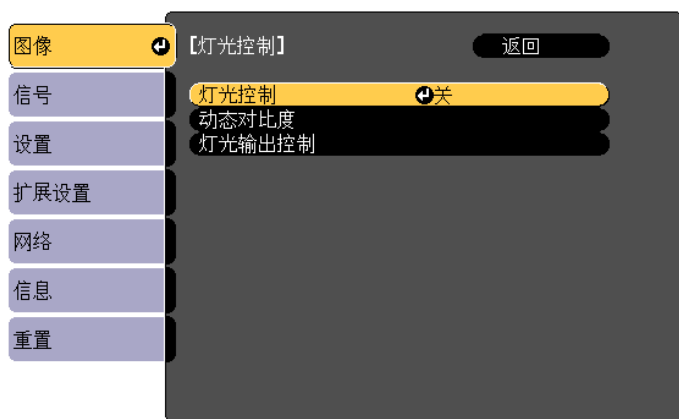 图像
信号
设置
扩展设置
网络
信息
重置
【灯光控制】
返回
灯光控制 关
动态对比度
灯光输出控制